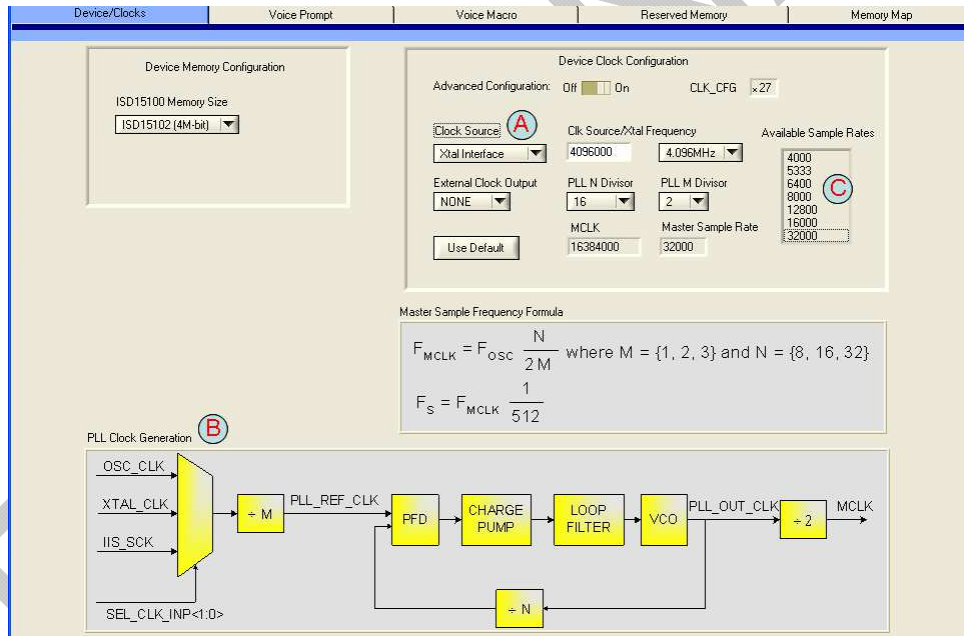 Device/Clocks Voice Prompt Voice Macro Reserved Memory Memory Map
Device Memory Configuration
ISD15100 Memory Size
ISD15102 (4M-bit)
Device Clock Configuration
Advanced Configuration: Off On CLK_CFG x27
Clock Source A Clk Source/Xtal Frequency Available Sample Rates
Xtal Interface 4096000 4.096MHz
External Clock Output PLL N Divisor PLL M Divisor
NONE 16 2
MCLK Master Sample Rate
Use Default 16384000 32000
4000
5333
6400
8000
12800
16000
32000
C
Master Sample Frequency Formula
F_MCLK = F_OSC N / 2 M where M = {1, 2, 3} and N = {8, 16, 32}
F_S = F_MCLK 1 / 512
PLL Clock Generation B
OSC_CLK
XTAL_CLK
IIS_SCK
SEL_CLK_INP<1:0>
÷ M
PLL_REF_CLK
PFD
CHARGE
PUMP
LOOP
FILTER
VCO
PLL_OUT_CLK
÷ 2
MCLK
÷ N